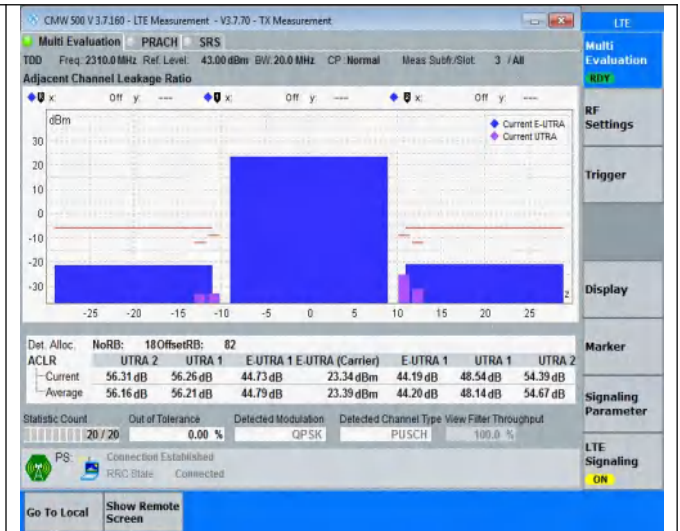 CMW 500 V 3.7.160 - LTE Measurement - V3.7.70 - TX Measurement
LTE
Multi Evaluation PRACH SRS
Multi Evaluation
RDY
TDD Freq: 2310.0 MHz Ref. Level: 43.00 dBm BW: 20.0 MHz CP: Normal Meas Subfr./Slot: 3 / All
Adjacent Channel Leakage Ratio
x: Off y: --- x: Off y: --- x: Off y: ---
RF Settings
Trigger
Display
Marker
Signaling Parameter
LTE Signaling
ON
dBm
Current E-UTRA
Current UTRA
30
20
10
0
-10
-20
-30
2
-25 -20 -15 -10 -5 0 5 10 15 20 25
Det. Alloc. NoRB: 18 OffsetRB: 82
ACLR UTRA 2 UTRA 1 E-UTRA 1 E-UTRA (Carrier) E-UTRA 1 UTRA 1 UTRA 2
Current 56.31 dB 56.26 dB 44.73 dB 23.34 dBm 44.19 dB 48.54 dB 54.39 dB
Average 56.16 dB 56.21 dB 44.79 dB 23.39 dBm 44.20 dB 48.14 dB 54.67 dB
Statistic Count Out of Tolerance Detected Modulation Detected Channel Type View Filter Throughput
20 / 20 0.00 % QPSK PUSCH 100.0 %
PS: Connection Established
RRC State Connected
Go To Local
Show Remote Screen